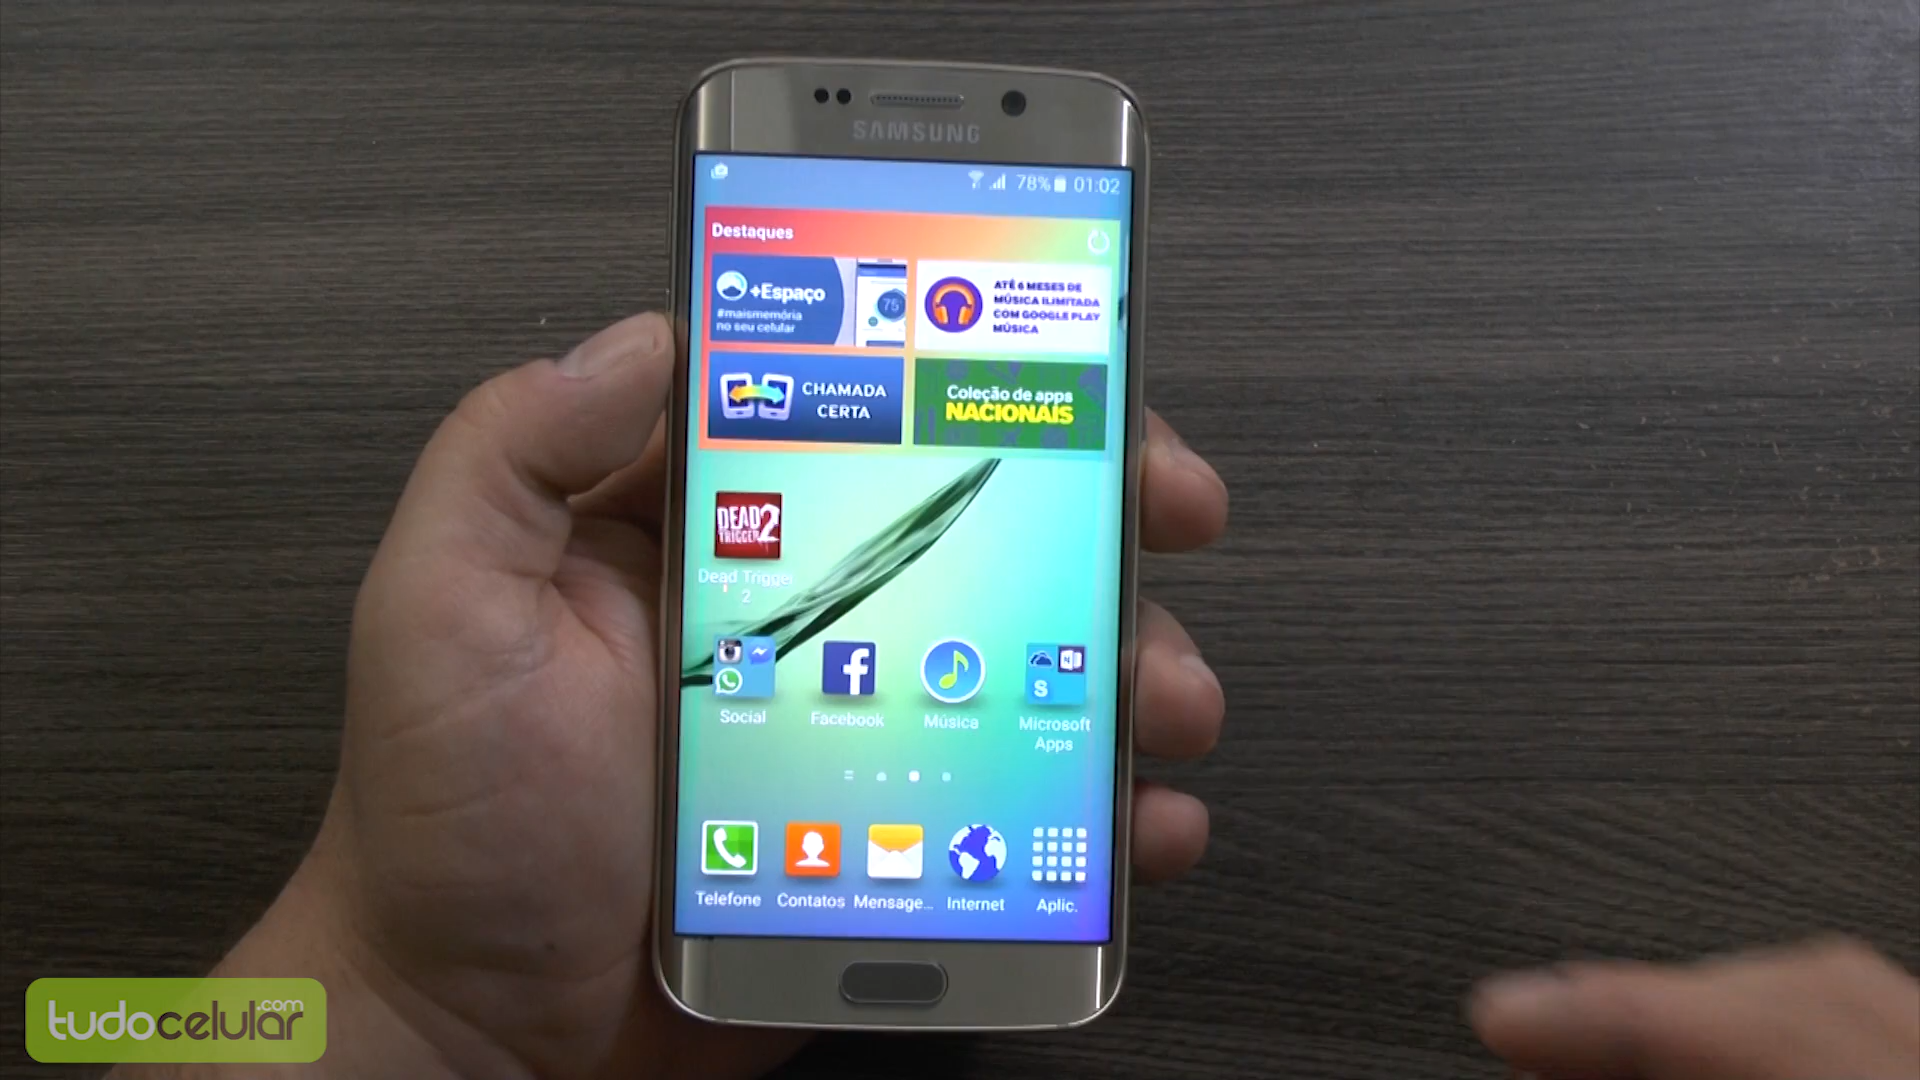 SAMSUNG
78% 01:02
Destaques
+Espaço
#maismemória
no seu celular
75
ATÉ 6 MESES DE
MÚSICA ILIMITADA
COM GOOGLE PLAY
MÚSICA
CHAMADA
CERTA
Coleção de apps
NACIONAIS
DEAD 2
TRIGGER
Dead Trigger
2
N
S
Social
Facebook
Música
Microsoft
Apps
Telefone
Contatos
Mensage...
Internet
Aplic.
tudocelular.com